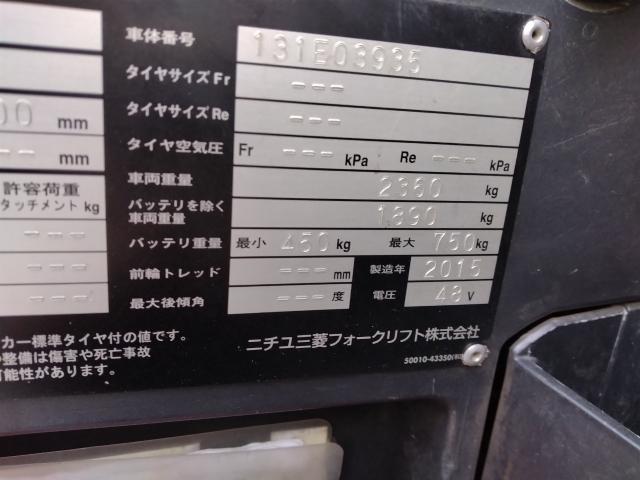 車体番号 131E03935
タイヤサイズ Fr ---
タイヤサイズ Re ---
タイヤ空気圧 Fr --- kPa Re --- kPa
車両重量 2360 kg
バッテリを除く車両重量 1890 kg
バッテリ重量 最小 450 kg 最大 750 kg
前輪トレッド --- mm 製造年 2015
最大後傾角 --- 度 電圧 48 V
00 mm
-- mm
許容荷重
タッチメント kg
---
---
---
カー標準タイヤ付の値です。
整備は傷害や死亡事故
可能性があります。
ニチユ三菱フォークリフト株式会社
50010-43350